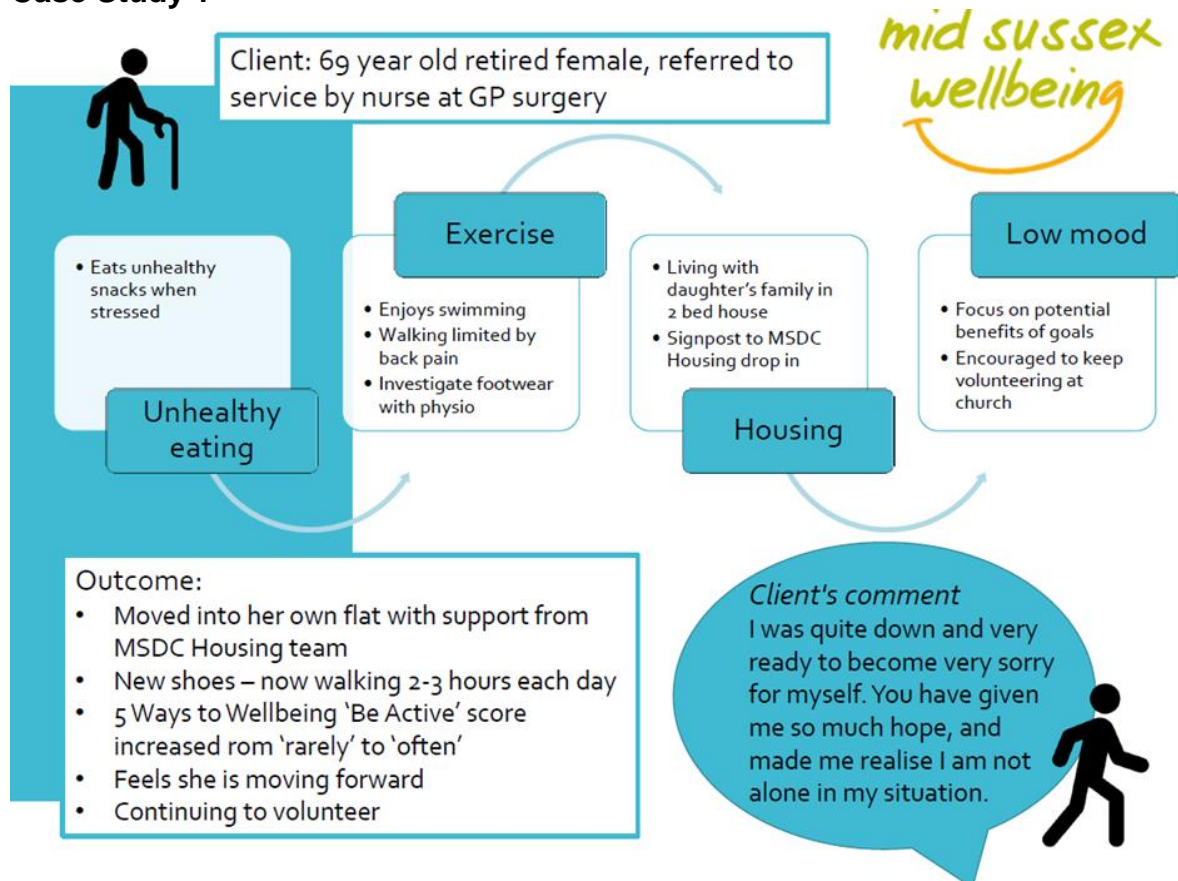 Case Study 1
mid sussex
wellbeing
Client: 69 year old retired female, referred to
service by nurse at GP surgery
• Eats unhealthy
snacks when
stressed
Unhealthy
eating
Exercise
• Enjoys swimming
• Walking limited by
back pain
• Investigate footwear
with physio
• Living with
daughter's family in
2 bed house
• Signpost to MSDC
Housing drop in
Housing
Low mood
• Focus on potential
benefits of goals
• Encouraged to keep
volunteering at
church
Outcome:
• Moved into her own flat with support from
MSDC Housing team
• New shoes – now walking 2-3 hours each day
• 5 Ways to Wellbeing 'Be Active' score
increased rom 'rarely' to 'often'
• Feels she is moving forward
• Continuing to volunteer
Client's comment
I was quite down and very
ready to become very sorry
for myself. You have given
me so much hope, and
made me realise I am not
alone in my situation.